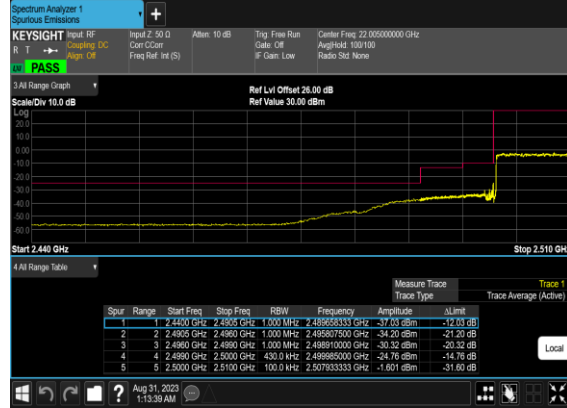 Spectrum Analyzer 1
Spurious Emissions
+
KEYSIGHT Input: RF Input Z: 50 Ω Atten: 10 dB Trig: Free Run Center Freq: 22.005000000 GHz
R T Coupling: DC Corr CCorr Gate: Off Avg|Hold: 100/100
Align: Off Freq Ref: Int (S) IF Gain: Low Radio Std: None
LW PASS
3 All Range Graph
Ref Lvl Offset 26.00 dB
Scale/Div 10.0 dB Ref Value 30.00 dBm
Log
20.0
10.0
0.00
-10.0
-20.0
-30.0
-40.0
-50.0
-60.0
Start 2.440 GHz Stop 2.510 GHz
4 All Range Table
Measure Trace Trace 1
Trace Type Trace Average (Active)
Spur Range Start Freq Stop Freq RBW Frequency Amplitude ΔLimit
1 1 2.4400 GHz 2.4905 GHz 1.000 MHz 2.489658333 GHz -37.03 dBm -12.03 dB
2 2 2.4905 GHz 2.4960 GHz 1.000 MHz 2.495807500 GHz -34.20 dBm -21.20 dB
3 3 2.4960 GHz 2.4990 GHz 1.000 MHz 2.498910000 GHz -30.32 dBm -20.32 dB
4 4 2.4990 GHz 2.5000 GHz 430.0 kHz 2.499985000 GHz -24.76 dBm -14.76 dB
5 5 2.5000 GHz 2.5100 GHz 100.0 kHz 2.507933333 GHz -1.601 dBm -31.60 dB
Local
? Aug 31, 2023
1:13:39 AM